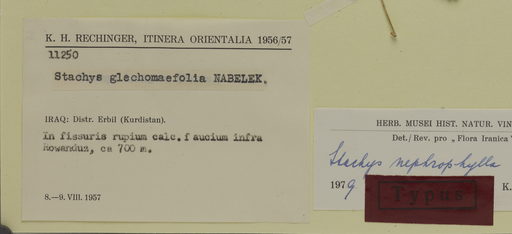 K. H. RECHINGER, ITINERA ORIENTALIA 1956/57
11250
Stachys glechomaefolia NABELEK.
IRAQ: Distr. Erbil (Kurdistan).
In fissuris rupium calc. faucium infra
Rowanduz, ca 700 m.
8.—9. VIII. 1957
HERB. MUSEI HIST. NATUR. VIN
Det./Rev. pro „Flora Iranica
Stachys nephrophylla
1979
K.
Typus